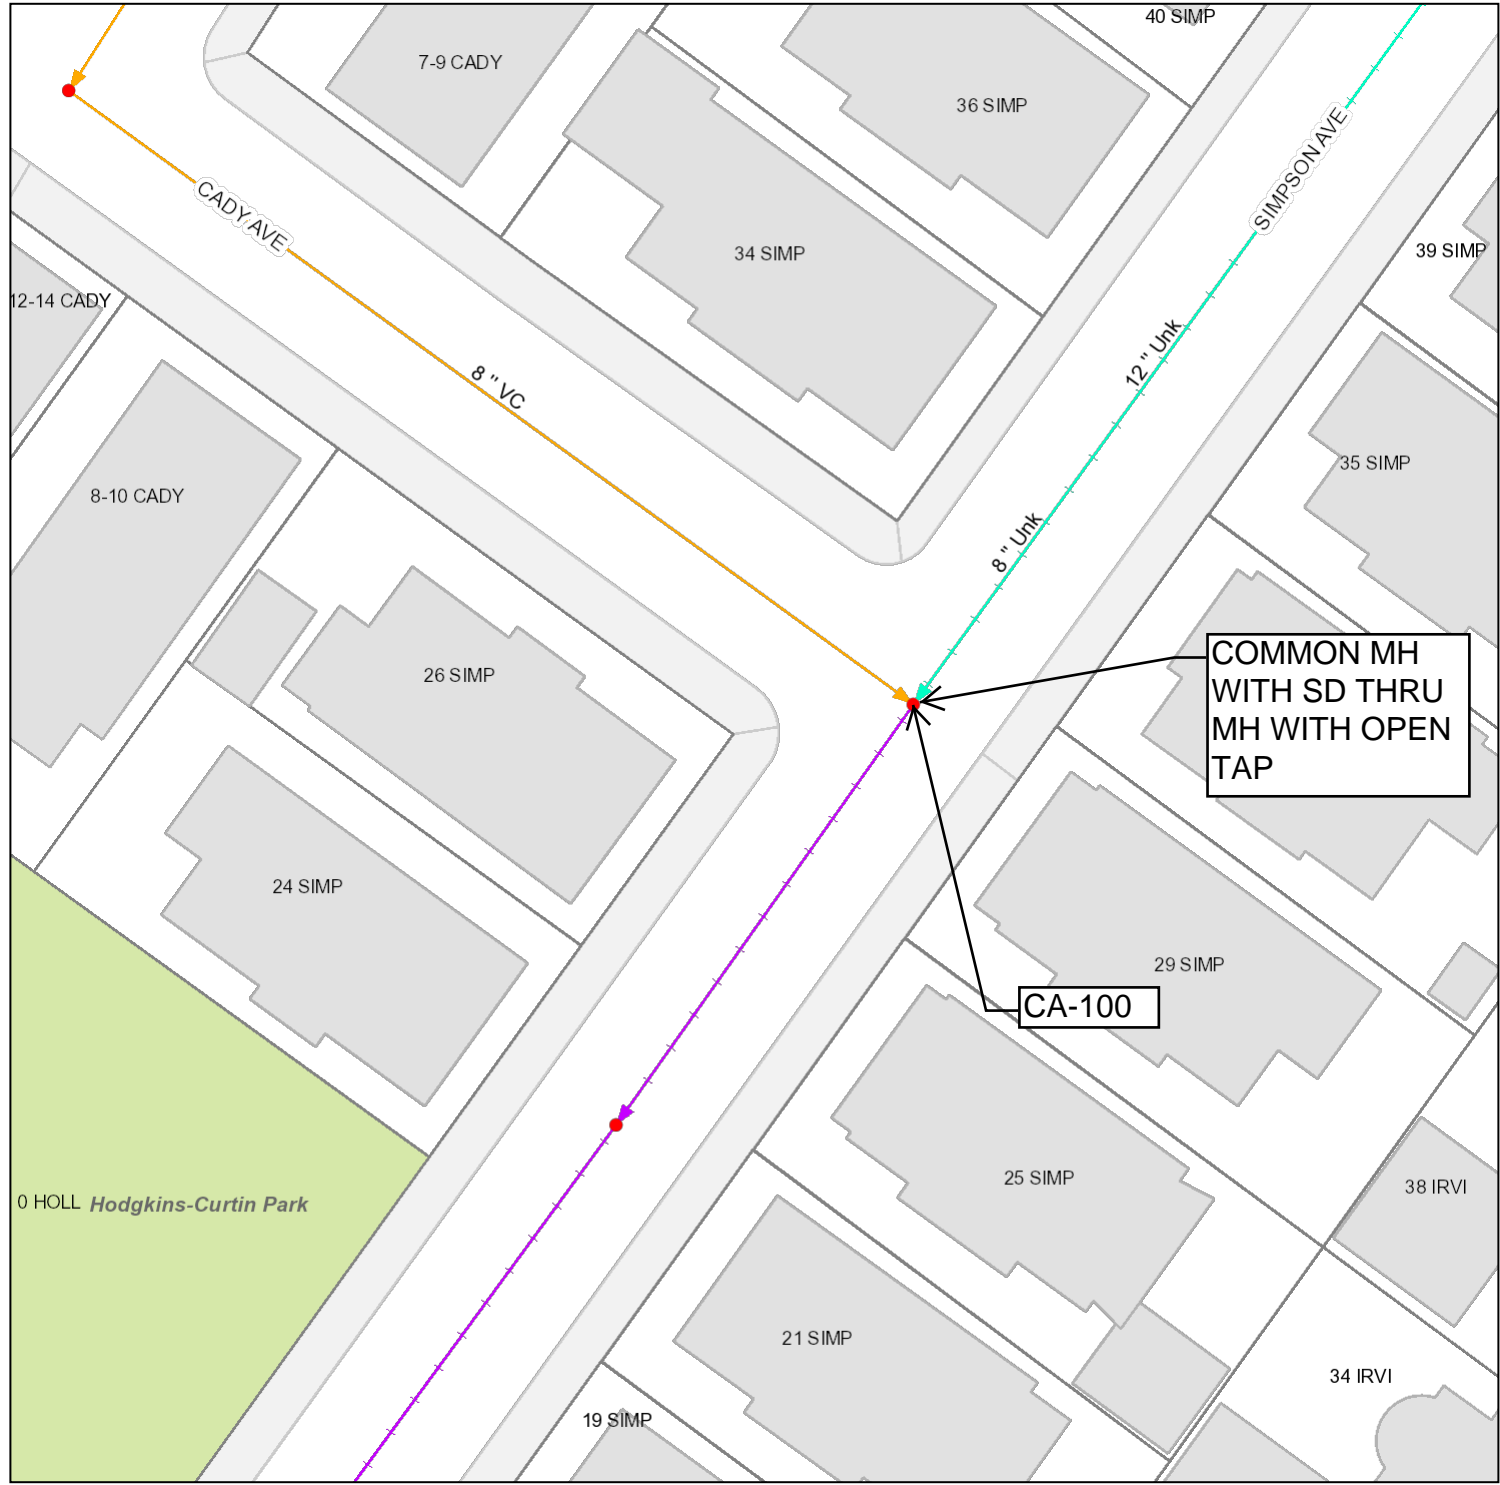 40 SIMP
7-9 CADY
36 SIMP
SIMPSON AVE
CADY AVE
34 SIMP
39 SIMP
12-14 CADY
12 " Unk
8 " VC
35 SIMP
8-10 CADY
8 " Unk
26 SIMP
COMMON MH
WITH SD THRU
MH WITH OPEN
TAP
24 SIMP
29 SIMP
CA-100
25 SIMP
38 IRVI
0 HOLL
Hodgkins-Curtin Park
21 SIMP
34 IRVI
19 SIMP